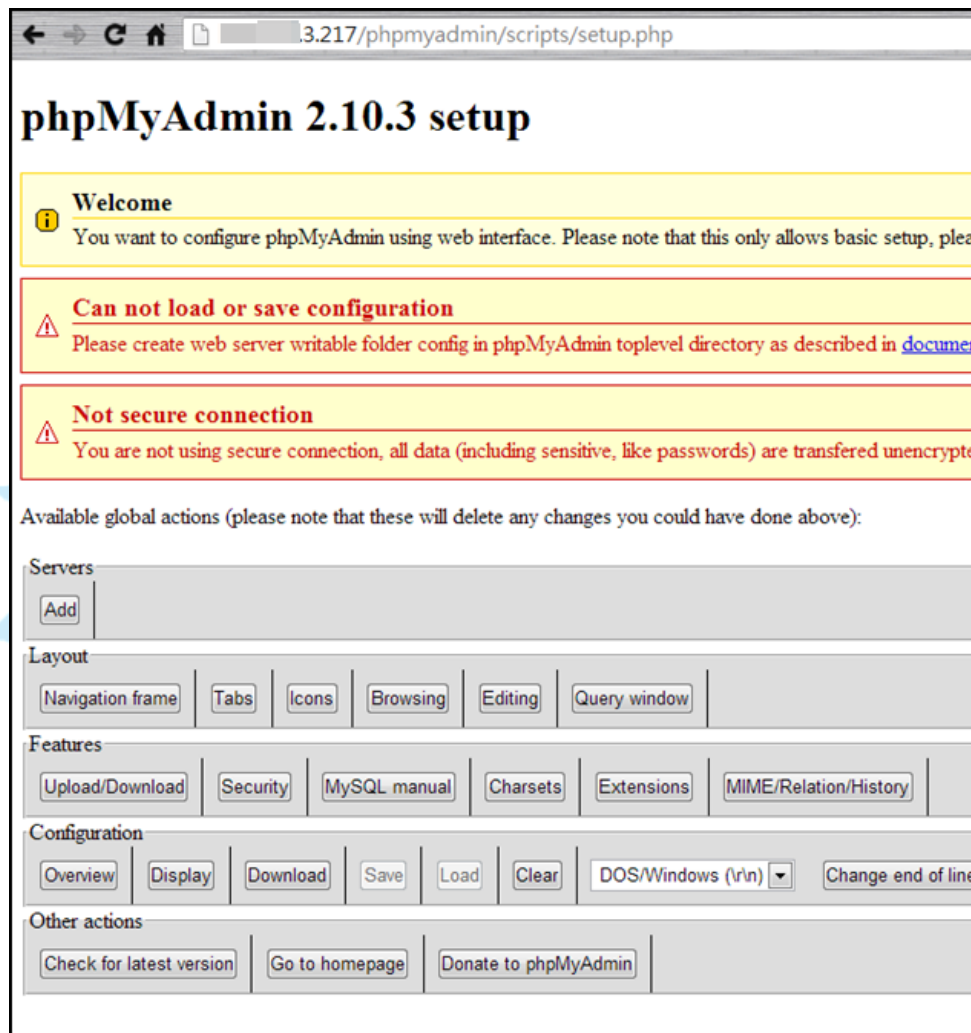 .3.217/phpmyadmin/scripts/setup.php
phpMyAdmin 2.10.3 setup
Welcome
You want to configure phpMyAdmin using web interface. Please note that this only allows basic setup,
Can not load or save configuration
Please create web server writable folder config in phpMyAdmin toplevel directory as described in
Not secure connection
You are not using secure connection, all data (including sensitive, like passwords) are transfered
Available global actions (please note that these will delete any changes you could have done above):
Servers
Add
Layout
Navigation frame Tabs Icons Browsing Editing Query window
Features
Upload/Download Security MySQL manual Charsets Extensions MIME/Relation/History
Configuration
Overview Display Download Save Load Clear DOS/Windows (\r\n) Change end of line
Other actions
Check for latest version Go to homepage Donate to phpMyAdmin